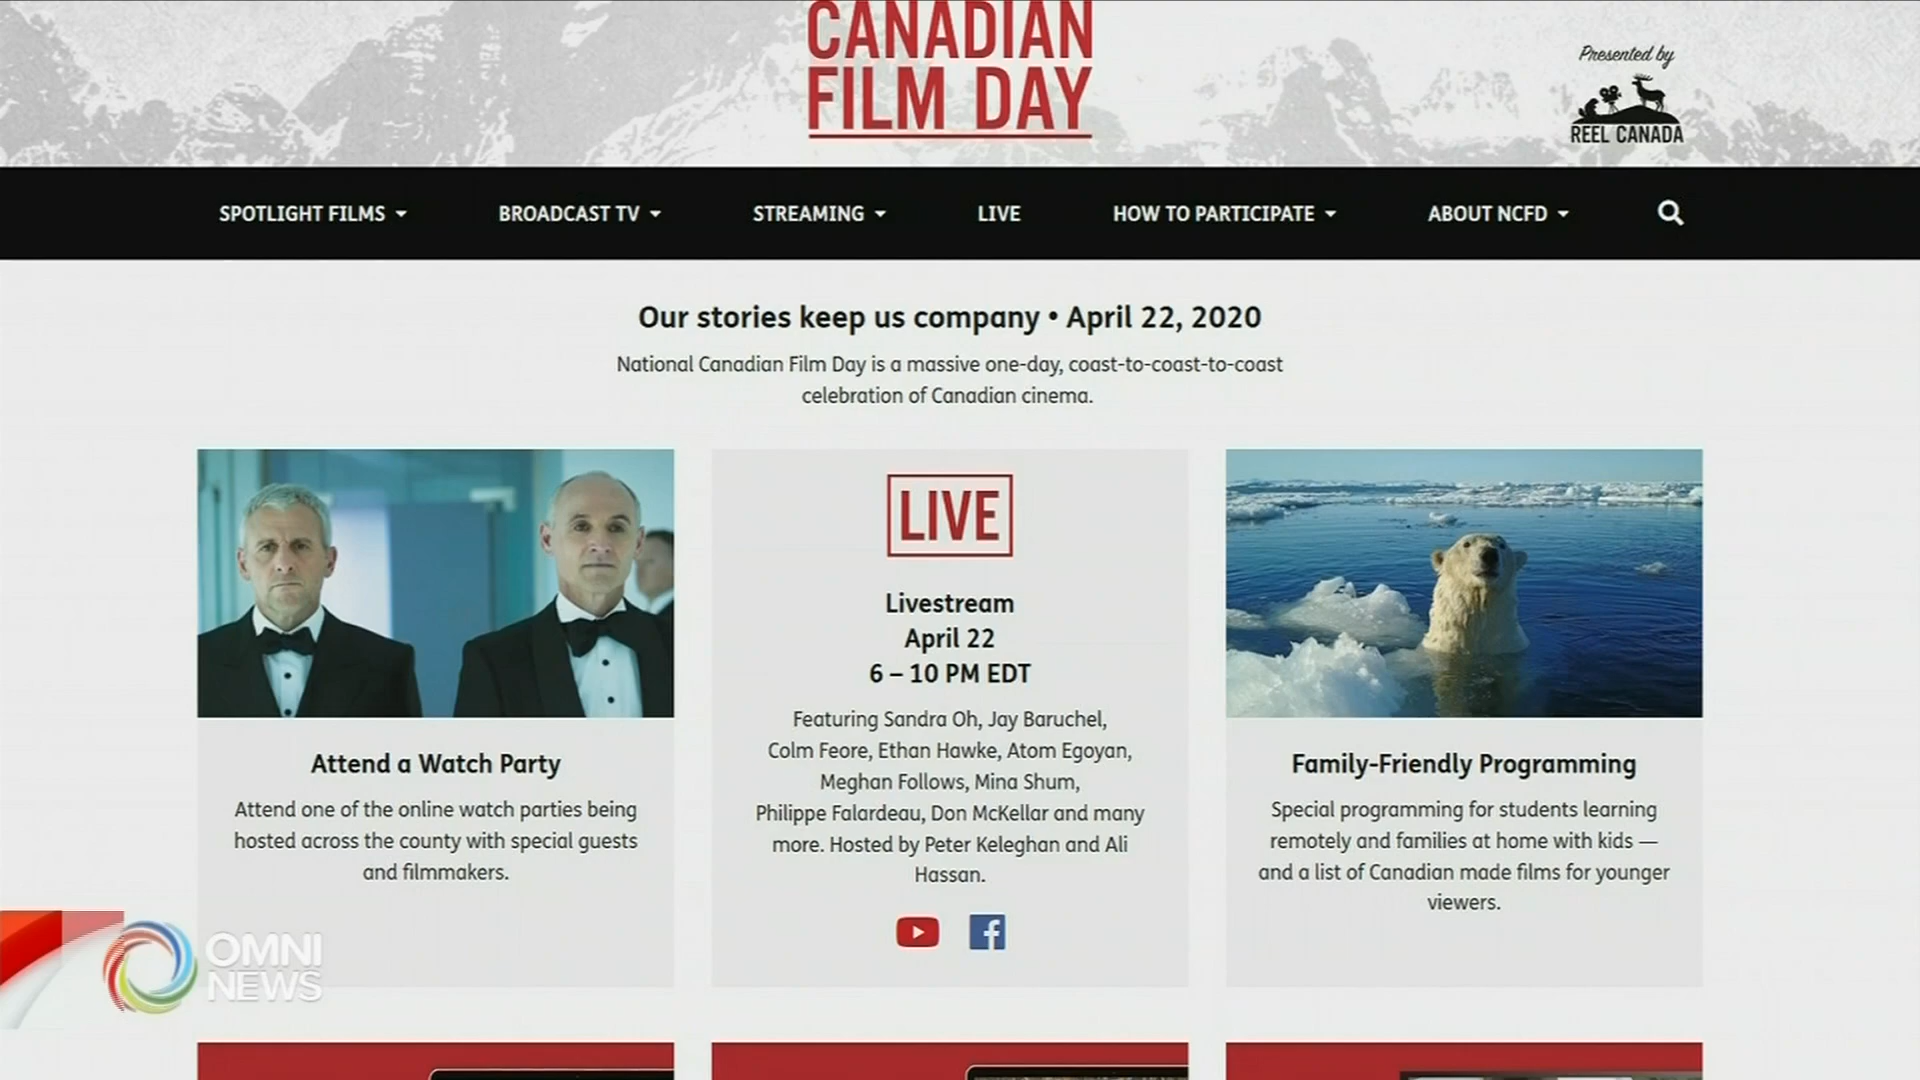 CANADIAN
FILM DAY
Presented by
REEL CANADA
SPOTLIGHT FILMS
BROADCAST TV
STREAMING
LIVE
HOW TO PARTICIPATE
ABOUT NCFD
Our stories keep us company • April 22, 2020
National Canadian Film Day is a massive one-day, coast-to-coast-to-coast
celebration of Canadian cinema.
Attend a Watch Party
Attend one of the online watch parties being
hosted across the county with special guests
and filmmakers.
LIVE
Livestream
April 22
6 – 10 PM EDT
Featuring Sandra Oh, Jay Baruchel,
Colm Feore, Ethan Hawke, Atom Egoyan,
Meghan Follows, Mina Shum,
Philippe Falardeau, Don McKellar and many
more. Hosted by Peter Keleghan and Ali
Hassan.
Family-Friendly Programming
Special programming for students learning
remotely and families at home with kids —
and a list of Canadian made films for younger
viewers.
OMNI
NEWS